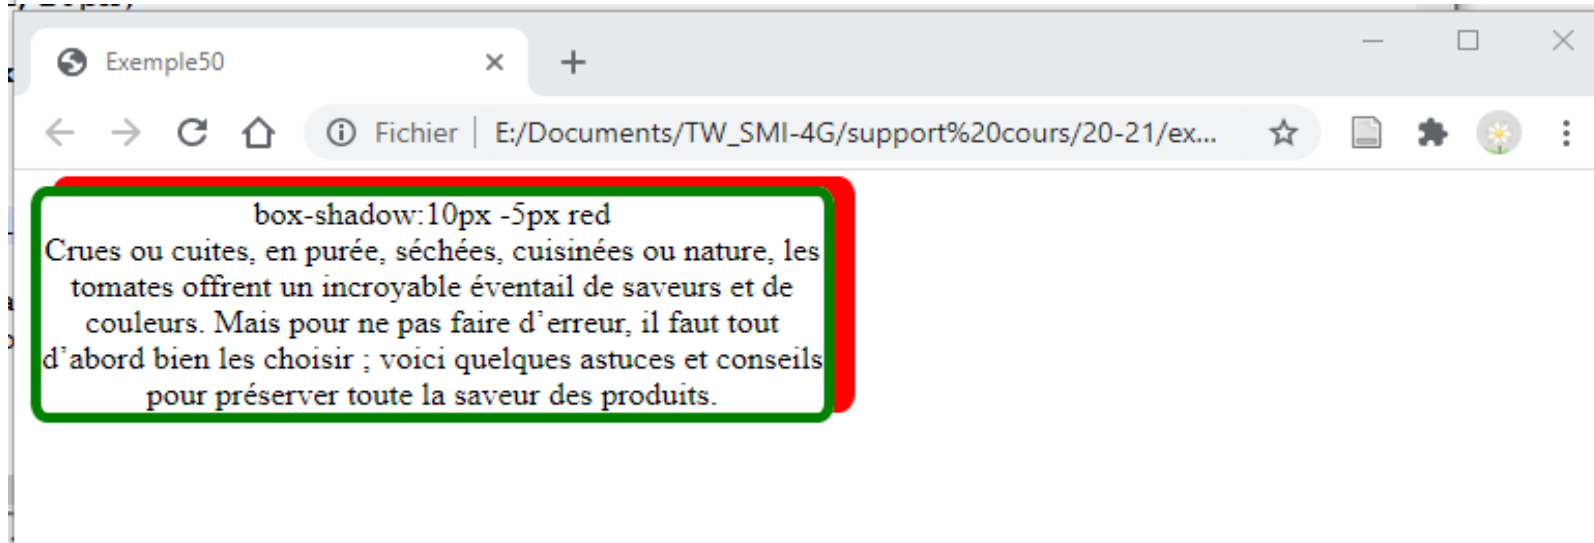 Exemple50
Fichier | E:/Documents/TW_SMI-4G/support%20cours/20-21/ex...
box-shadow:10px -5px red
Crues ou cuites, en purée, séchées, cuisinées ou nature, les
tomates offrent un incroyable éventail de saveurs et de
couleurs. Mais pour ne pas faire d’erreur, il faut tout
d’abord bien les choisir ; voici quelques astuces et conseils
pour préserver toute la saveur des produits.